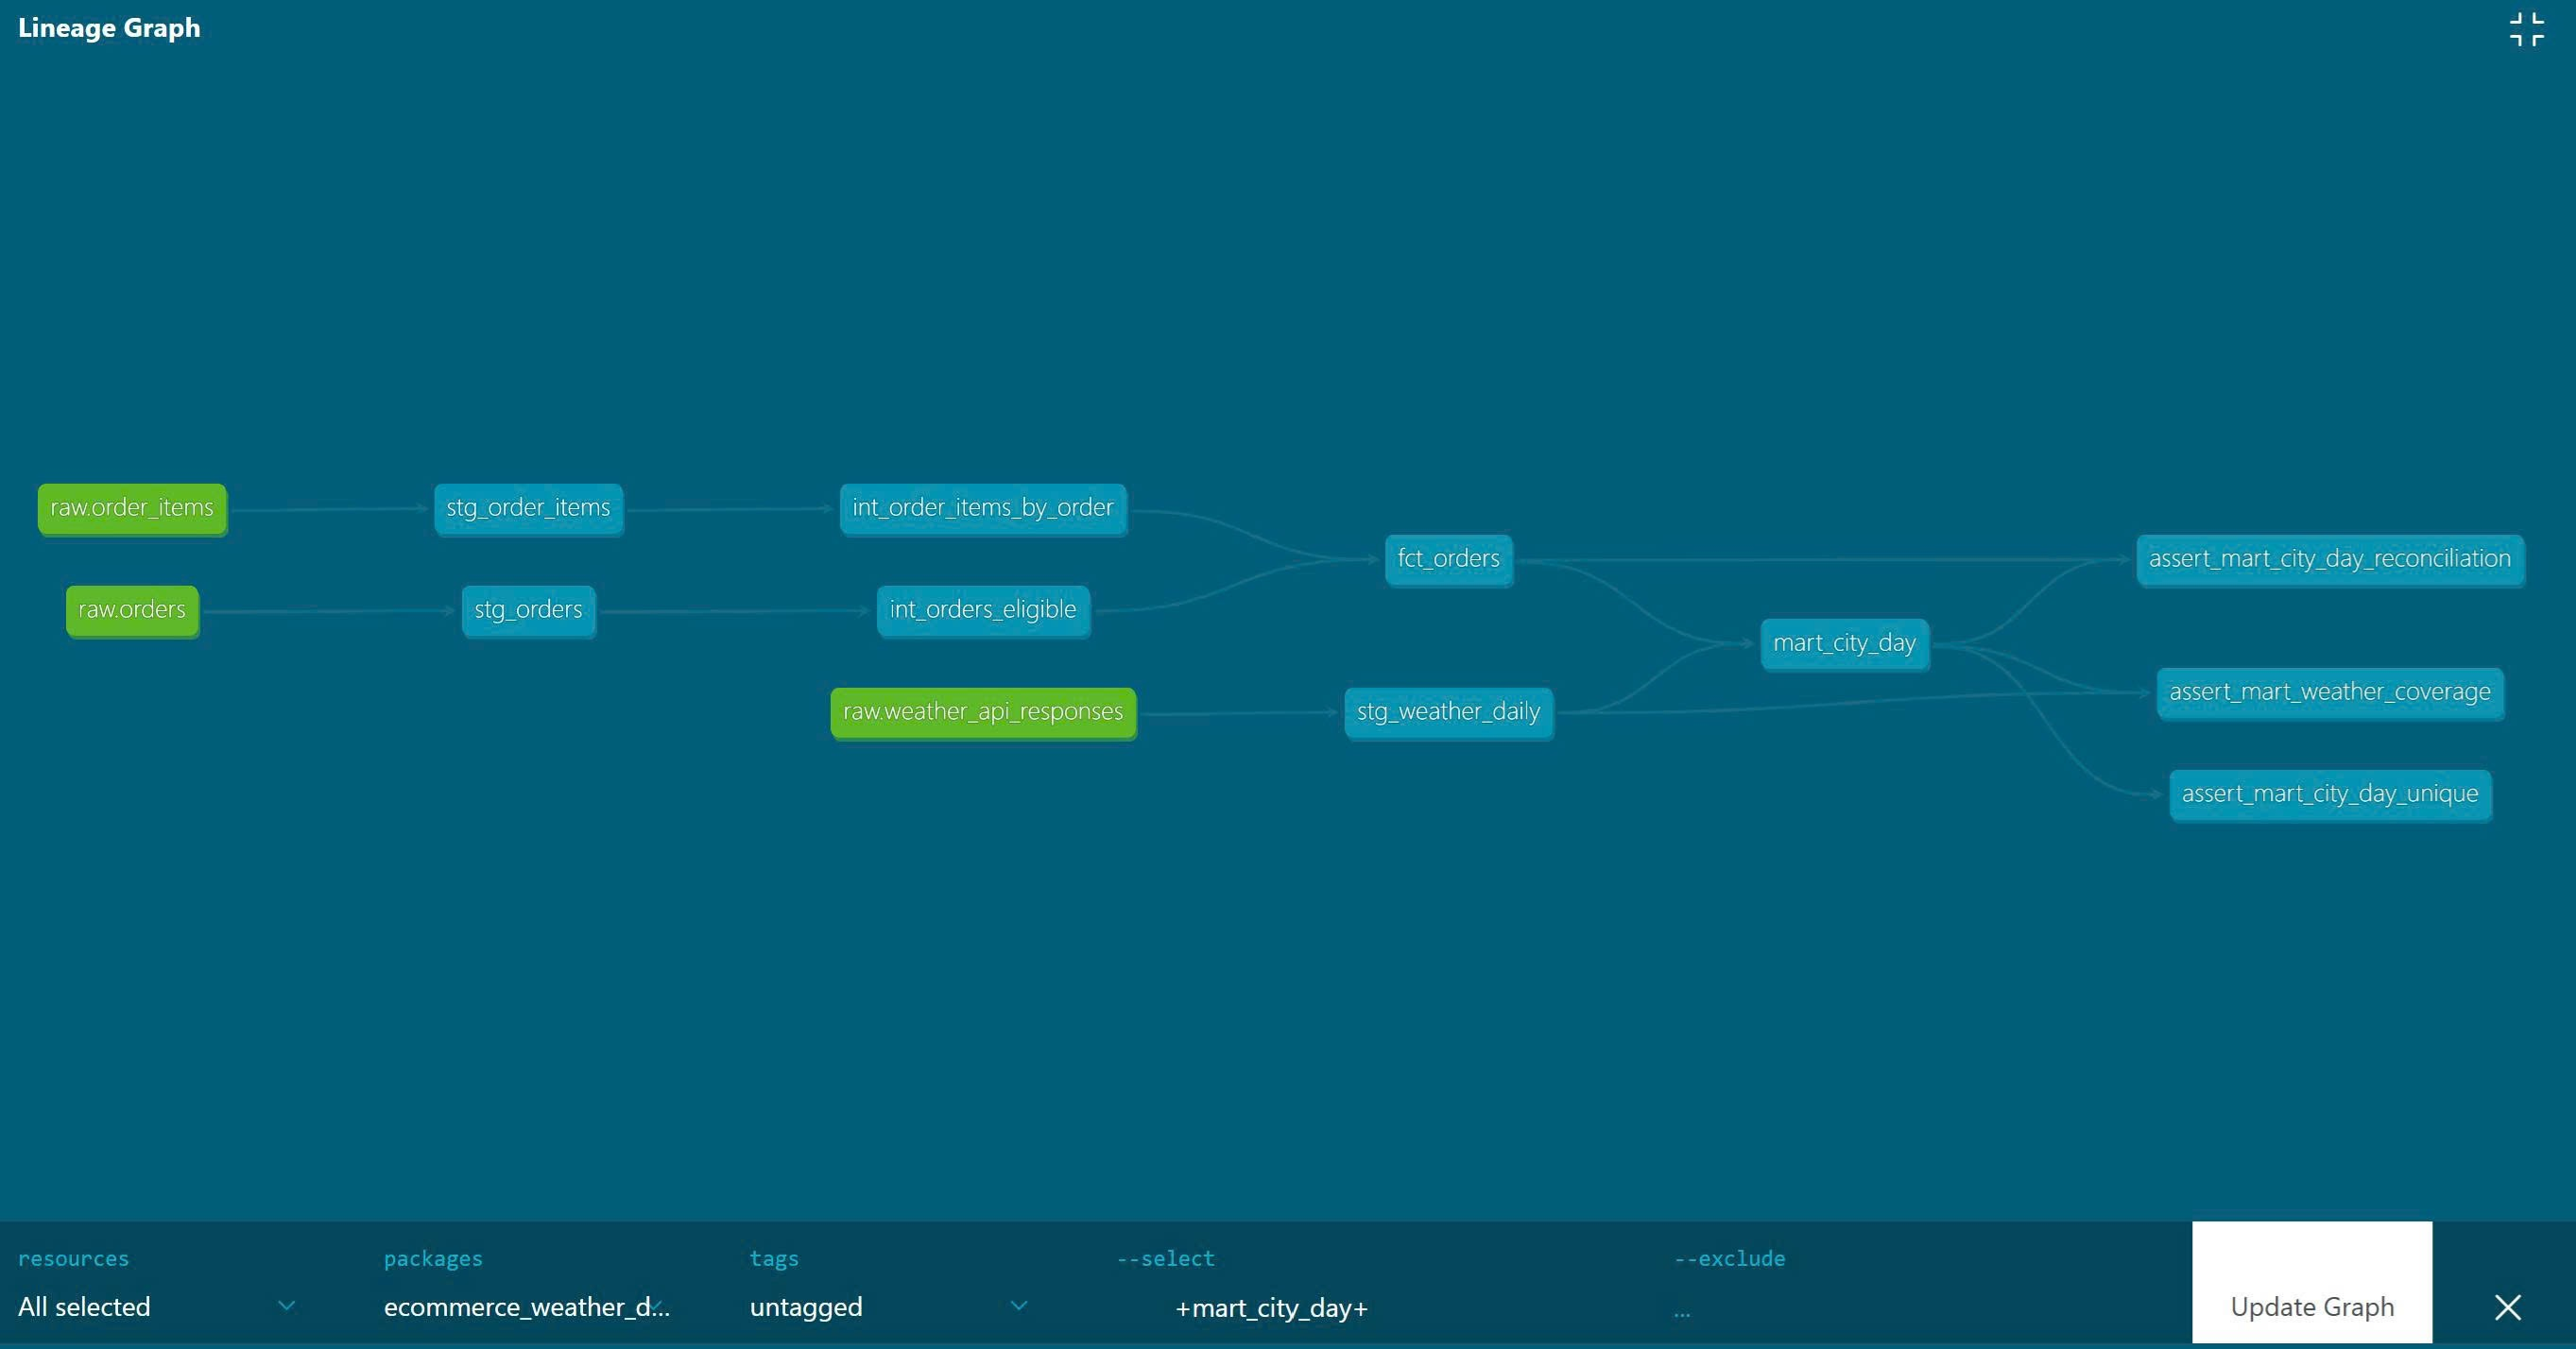 Lineage Graph
raw.order_items
stg_order_items
int_order_items_by_order
fct_orders
assert_mart_city_day_reconciliation
raw.orders
stg_orders
int_orders_eligible
mart_city_day
raw.weather_api_responses
stg_weather_daily
assert_mart_weather_coverage
assert_mart_city_day_unique
resources
packages
tags
--select
--exclude
All selected
ecommerce_weather_d...
untagged
+mart_city_day+
...
Update Graph